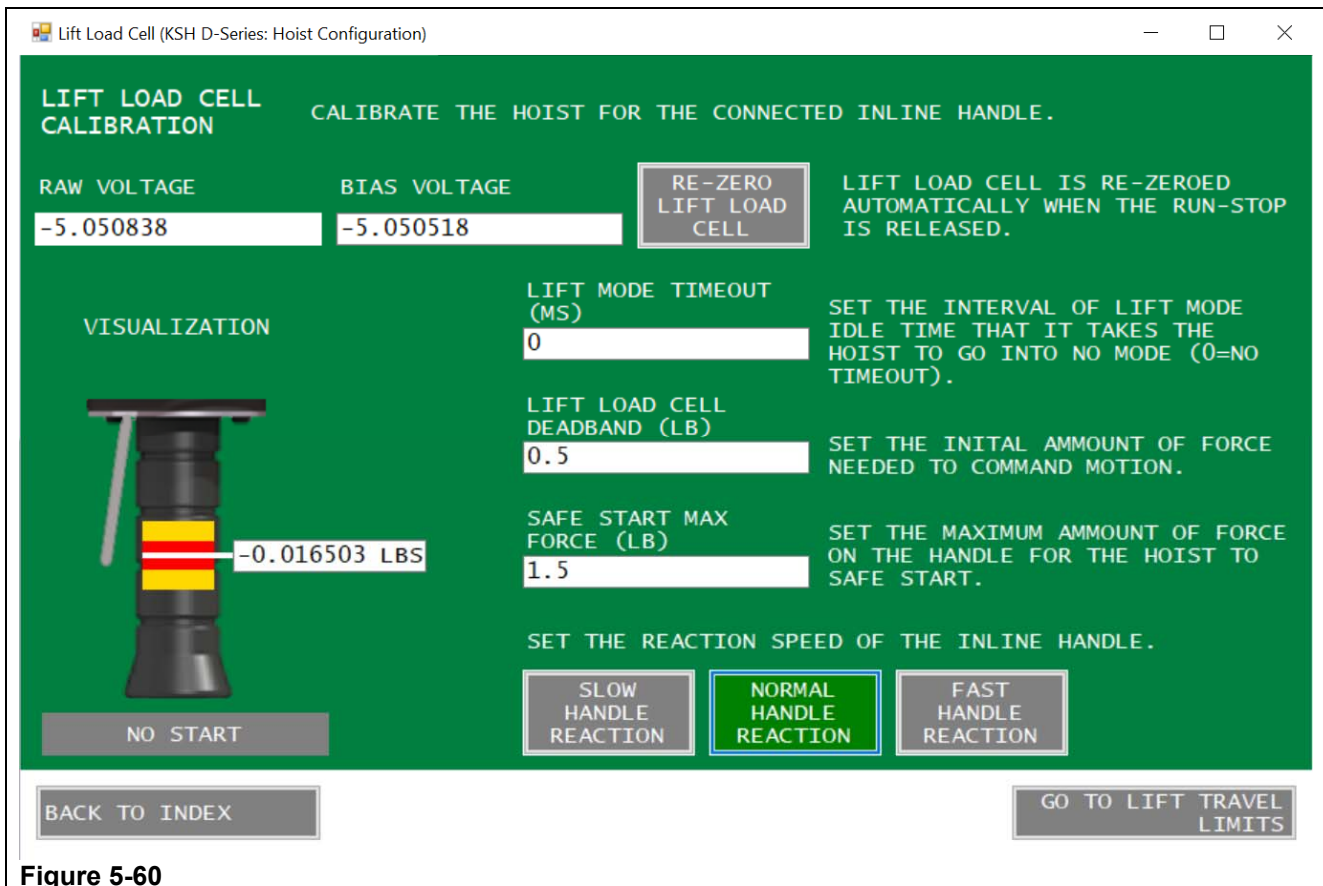 Lift Load Cell (KSH D-Series: Hoist Configuration)
LIFT LOAD CELL
CALIBRATION
CALIBRATE THE HOIST FOR THE CONNECTED INLINE HANDLE.
RAW VOLTAGE
-5.050838
BIAS VOLTAGE
-5.050518
RE-ZERO
LIFT LOAD
CELL
LIFT LOAD CELL IS RE-ZEROED
AUTOMATICALLY WHEN THE RUN-STOP
IS RELEASED.
VISUALIZATION
-0.016503 LBS
NO START
LIFT MODE TIMEOUT
(MS)
0
SET THE INTERVAL OF LIFT MODE
IDLE TIME THAT IT TAKES THE
HOIST TO GO INTO NO MODE (0=NO
TIMEOUT).
LIFT LOAD CELL
DEADBAND (LB)
0.5
SET THE INITAL AMMOUNT OF FORCE
NEEDED TO COMMAND MOTION.
SAFE START MAX
FORCE (LB)
1.5
SET THE MAXIMUM AMMOUNT OF FORCE
ON THE HANDLE FOR THE HOIST TO
SAFE START.
SET THE REACTION SPEED OF THE INLINE HANDLE.
SLOW
HANDLE
REACTION
NORMAL
HANDLE
REACTION
FAST
HANDLE
REACTION
BACK TO INDEX
GO TO LIFT TRAVEL
LIMITS
Figure 5-60